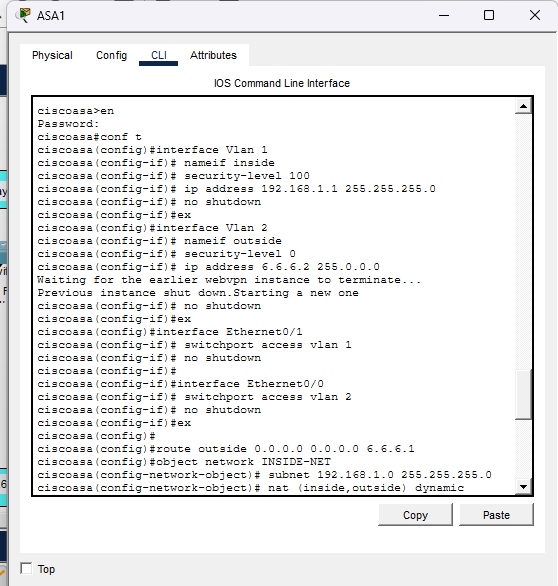 ASA1
Physical Config CLI Attributes
IOS Command Line Interface
ciscoasa>en
Password:
ciscoasa#conf t
ciscoasa(config)#interface Vlan 1
ciscoasa(config-if)# nameif inside
ciscoasa(config-if)# security-level 100
ciscoasa(config-if)# ip address 192.168.1.1 255.255.255.0
ciscoasa(config-if)# no shutdown
ciscoasa(config-if)#ex
ciscoasa(config)#interface Vlan 2
ciscoasa(config-if)# nameif outside
ciscoasa(config-if)# security-level 0
ciscoasa(config-if)# ip address 6.6.6.2 255.0.0.0
Waiting for the earlier webvpn instance to terminate...
Previous instance shut down.Starting a new one
ciscoasa(config-if)# no shutdown
ciscoasa(config-if)#ex
ciscoasa(config)#interface Ethernet0/1
ciscoasa(config-if)# switchport access vlan 1
ciscoasa(config-if)# no shutdown
ciscoasa(config-if)#
ciscoasa(config-if)#interface Ethernet0/0
ciscoasa(config-if)# switchport access vlan 2
ciscoasa(config-if)# no shutdown
ciscoasa(config-if)#ex
ciscoasa(config)#
ciscoasa(config)#route outside 0.0.0.0 0.0.0.0 6.6.6.1
ciscoasa(config)#object network INSIDE-NET
ciscoasa(config-network-object)# subnet 192.168.1.0 255.255.255.0
ciscoasa(config-network-object)# nat (inside,outside) dynamic
Copy Paste
Top